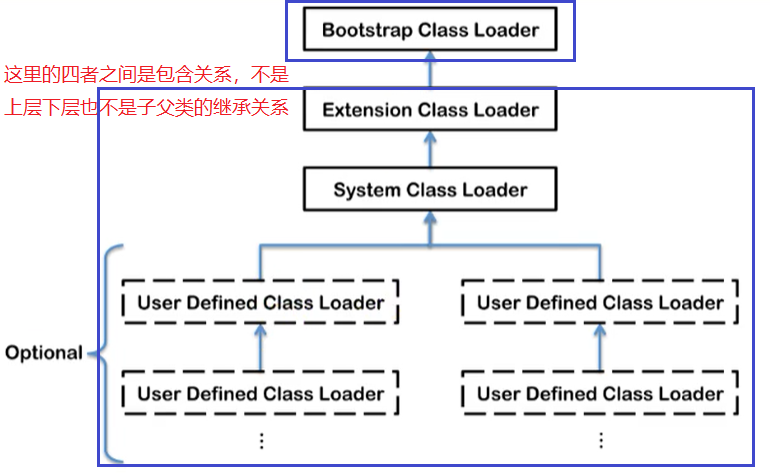 Bootstrap Class Loader
这里的四者之间是包含关系，不是
上层下层也不是子父类的继承关系
Extension Class Loader
System Class Loader
User Defined Class Loader
User Defined Class Loader
Optional
User Defined Class Loader
User Defined Class Loader